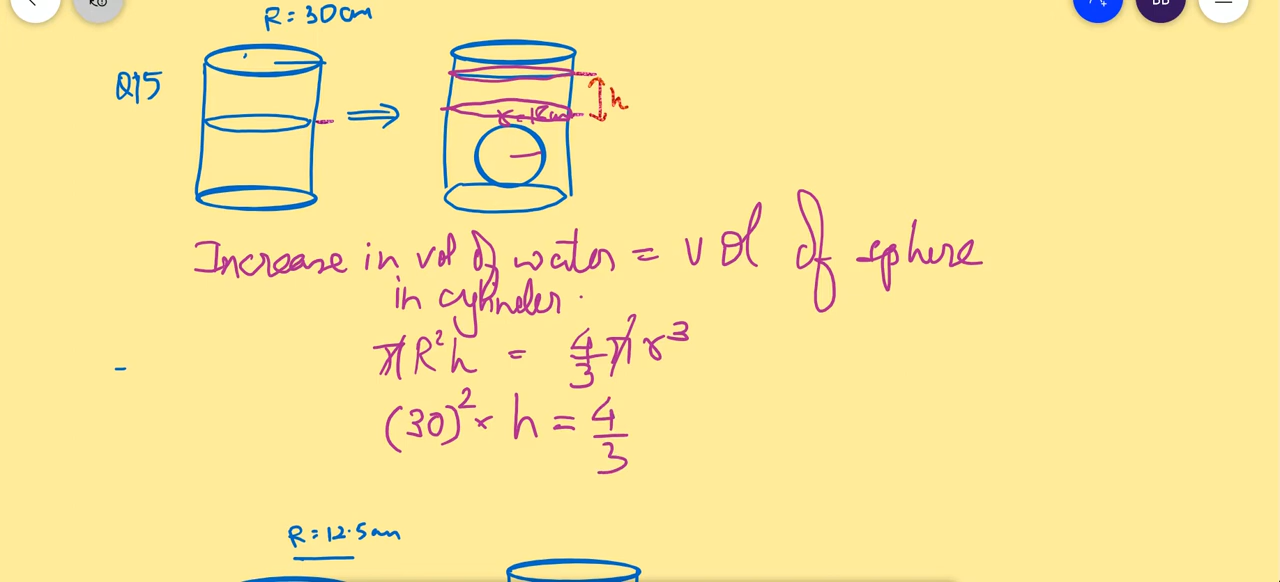 R = 30cm
Q15
h
Increase in vol of water = vol of sphere
in cylinder.
πR²h = 4/3 πr³
(30)² × h = 4/3
R = 12.5cm